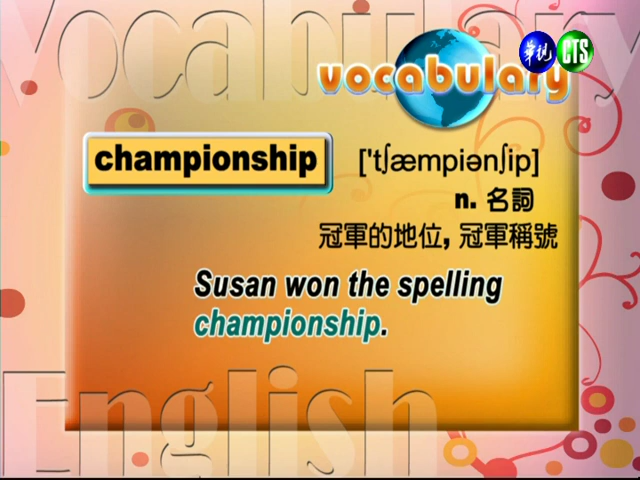 Vocabulary
華視 CTS
vocabulary
championship
['tʃæmpiənʃip]
n. 名詞
冠軍的地位, 冠軍稱號
Susan won the spelling
championship.
English